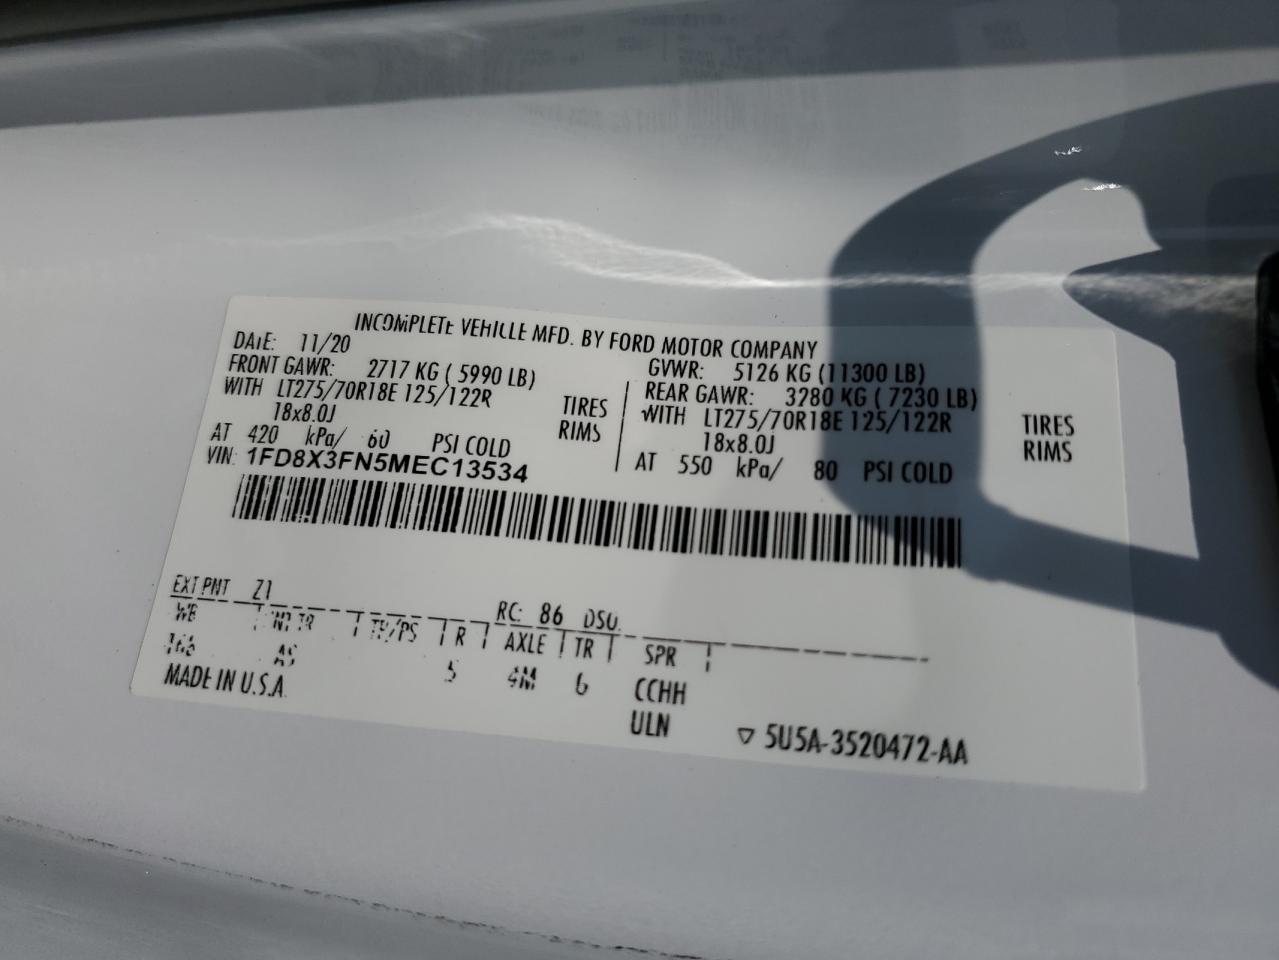 INCOMPLETE VEHICLE MFD. BY FORD MOTOR COMPANY
DATE: 11/20 GVWR: 5126 KG (11300 LB)
FRONT GAWR: 2717 KG ( 5990 LB) REAR GAWR: 3280 KG ( 7230 LB)
WITH LT275/70R18E 125/122R TIRES WITH LT275/70R18E 125/122R TIRES
18x8.0J RIMS 18x8.0J RIMS
AT 420 kPa/ 60 PSI COLD AT 550 kPa/ 80 PSI COLD
VIN: 1FD8X3FN5MEC13534
EXT PNT Z1 RC: 86 DSO.
WB INT TR TP/PS R AXLE TR SPR
AS 5 4M 6 CCHH
MADE IN U.S.A. ULN
▽ 5U5A-3520472-AA